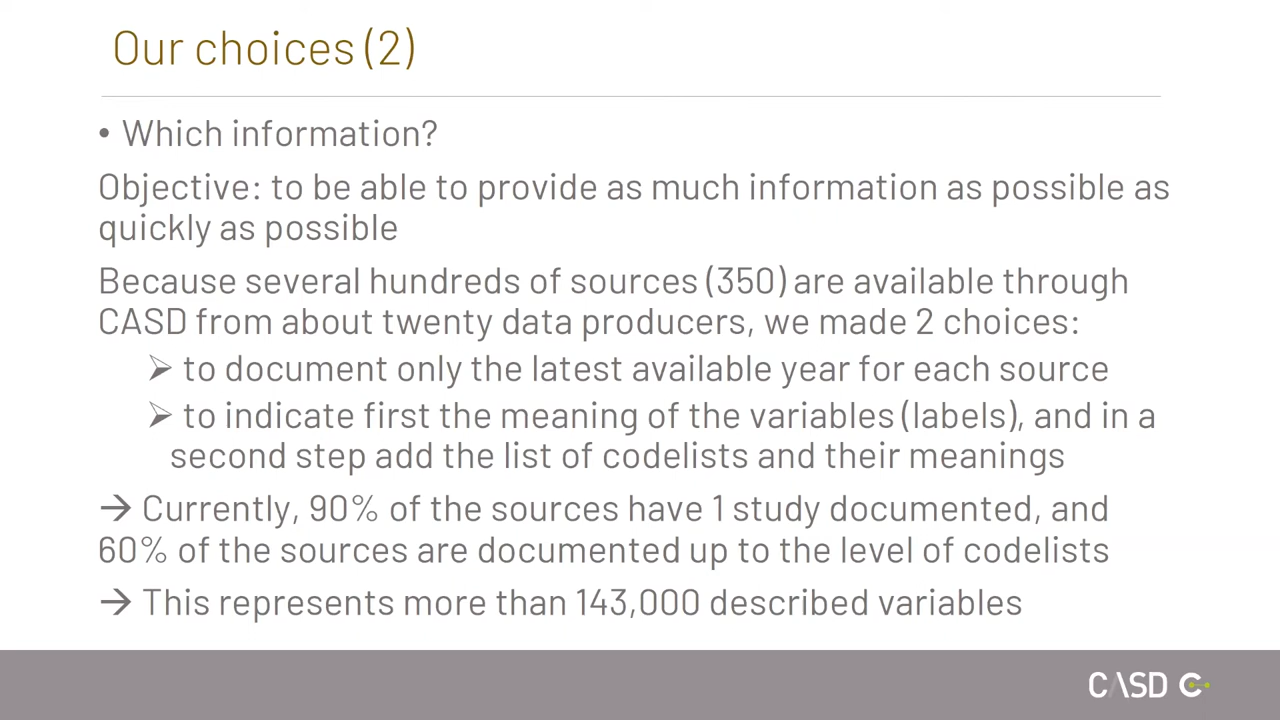 Our choices (2)
• Which information?
Objective: to be able to provide as much information as possible as
quickly as possible
Because several hundreds of sources (350) are available through
CASD from about twenty data producers, we made 2 choices:
➢ to document only the latest available year for each source
➢ to indicate first the meaning of the variables (labels), and in a
second step add the list of codelists and their meanings
→ Currently, 90% of the sources have 1 study documented, and
60% of the sources are documented up to the level of codelists
→ This represents more than 143,000 described variables
CASD